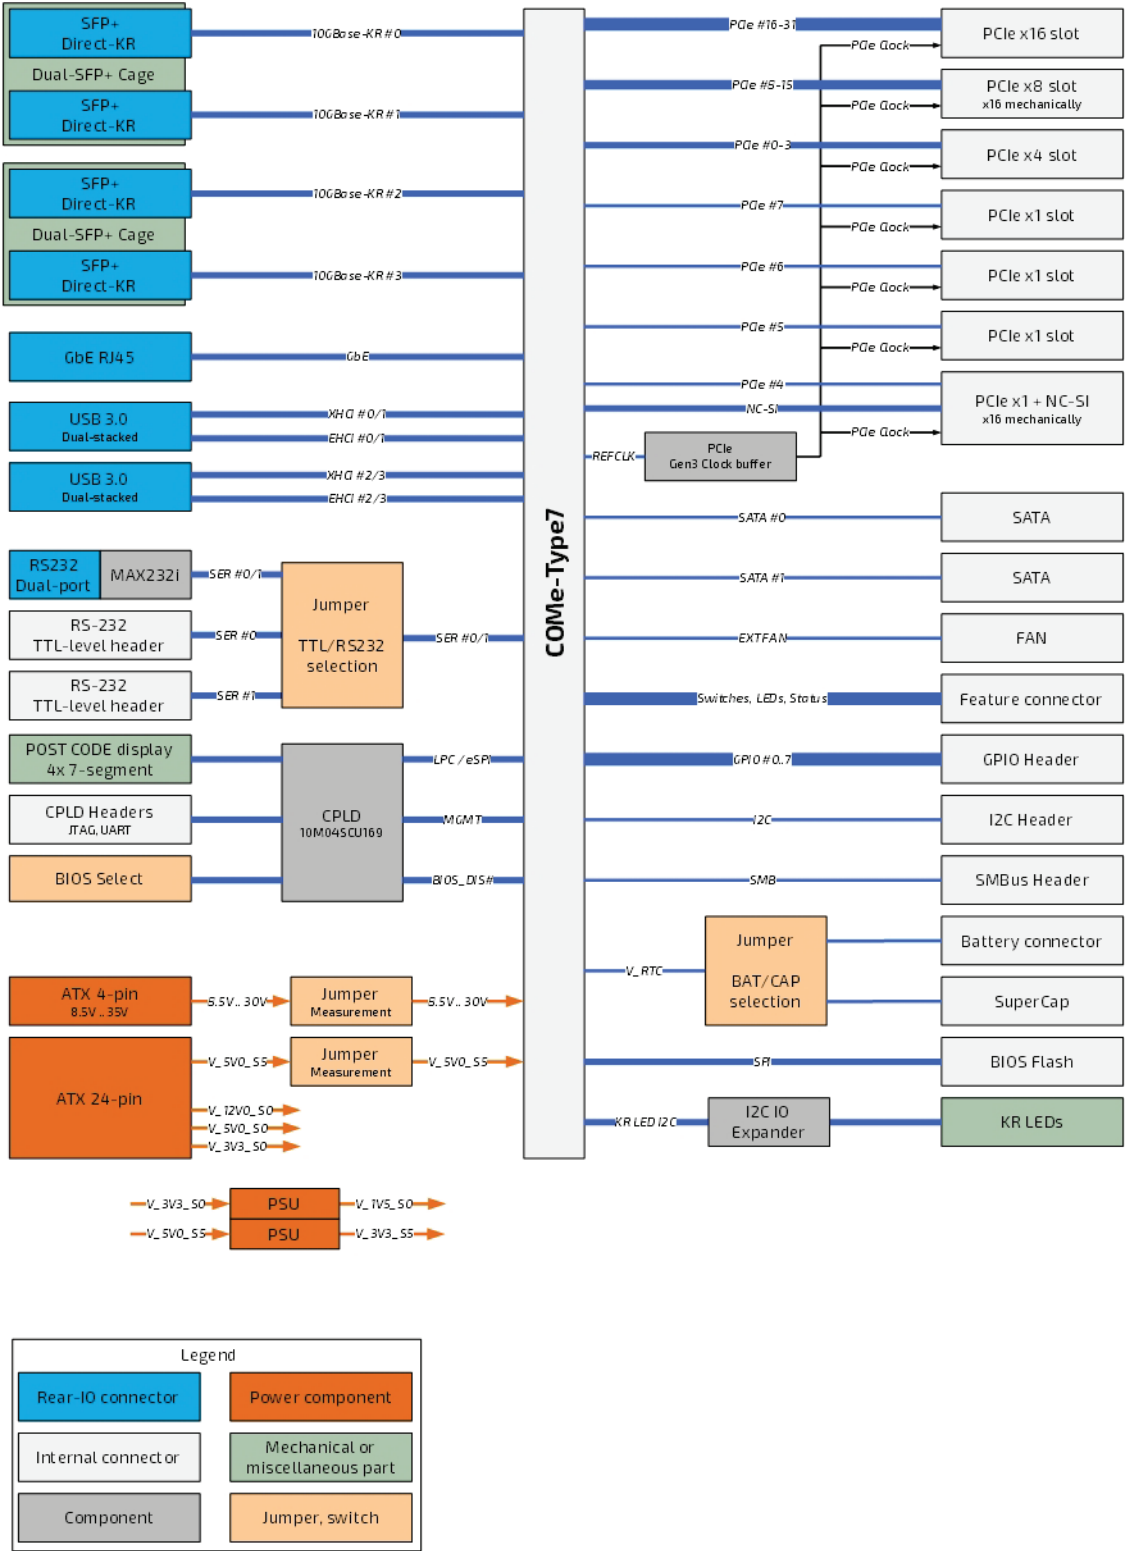 SFP+
Direct-KR
Dual-SFP+ Cage
SFP+
Direct-KR
10GBase-KR #0
10GBase-KR #1
SFP+
Direct-KR
Dual-SFP+ Cage
SFP+
Direct-KR
10GBase-KR #2
10GBase-KR #3
GbE RJ45
GbE
USB 3.0
Dual-stacked
XHCI #0/1
EHCI #0/1
USB 3.0
Dual-stacked
XHCI #2/3
EHCI #2/3
RS232
Dual-port
MAX232i
SER #0/1
RS-232
TTL-level header
SER #0
RS-232
TTL-level header
SER #1
Jumper
TTL/RS232
selection
SER #0/1
POST CODE display
4x 7-segment
CPLD Headers
JTAG, UART
BIOS Select
CPLD
10M04SCU169
LPC / eSPI
MGMT
BIOS_DIS#
ATX 4-pin
8.5V .. 35V
8.5V .. 30V
Jumper
Measurement
8.5V .. 30V
ATX 24-pin
V_5V0_S5
Jumper
Measurement
V_5V0_S5
V_12V0_S0
V_5V0_S0
V_3V3_S0
V_3V3_S0
PSU
V_1V5_S0
V_5V0_S5
PSU
V_3V3_S5
COMe-Type7
PCIe #16-31
PCIe Clock
PCIe x16 slot
PCIe #8-15
PCIe Clock
PCIe x8 slot
x16 mechanically
PCIe #0-3
PCIe Clock
PCIe x4 slot
PCIe #7
PCIe Clock
PCIe x1 slot
PCIe #6
PCIe Clock
PCIe x1 slot
PCIe #5
PCIe Clock
PCIe x1 slot
PCIe #4
NC-SI
PCIe Clock
PCIe x1 + NC-SI
x16 mechanically
REFCLK
PCIe
Gen3 Clock buffer
SATA #0
SATA
SATA #1
SATA
EXTFAN
FAN
Switches, LEDs, Status
Feature connector
GPIO #0..7
GPIO Header
I2C
I2C Header
SMB
SMBus Header
V_RTC
Jumper
BAT/CAP
selection
Battery connector
SuperCap
SPI
BIOS Flash
KR LED I2C
I2C IO
Expander
KR LEDs
Legend
Rear-IO connector
Power component
Internal connector
Mechanical or
miscellaneous part
Component
Jumper, switch